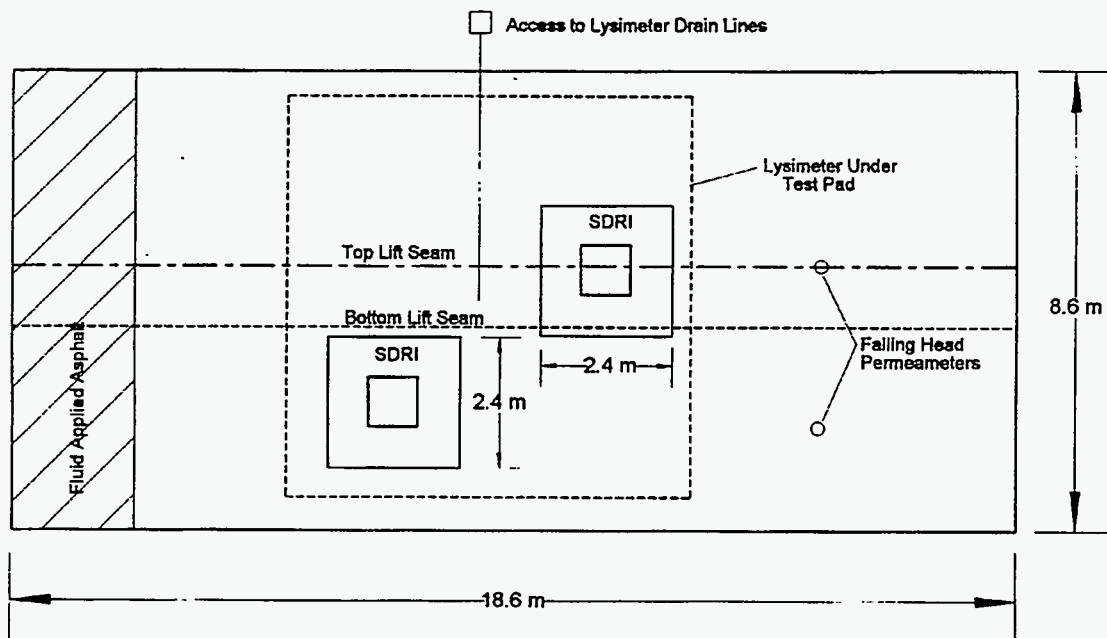 Access to Lysimeter Drain Lines
Lysimeter Under
Test Pad
SDRI
Top Lift Seam
Bottom Lift Seam
8.6 m
SDRI
Falling Head
Permeameters
2.4 m
2.4 m
Fluid Applied Asphalt
18.6 m